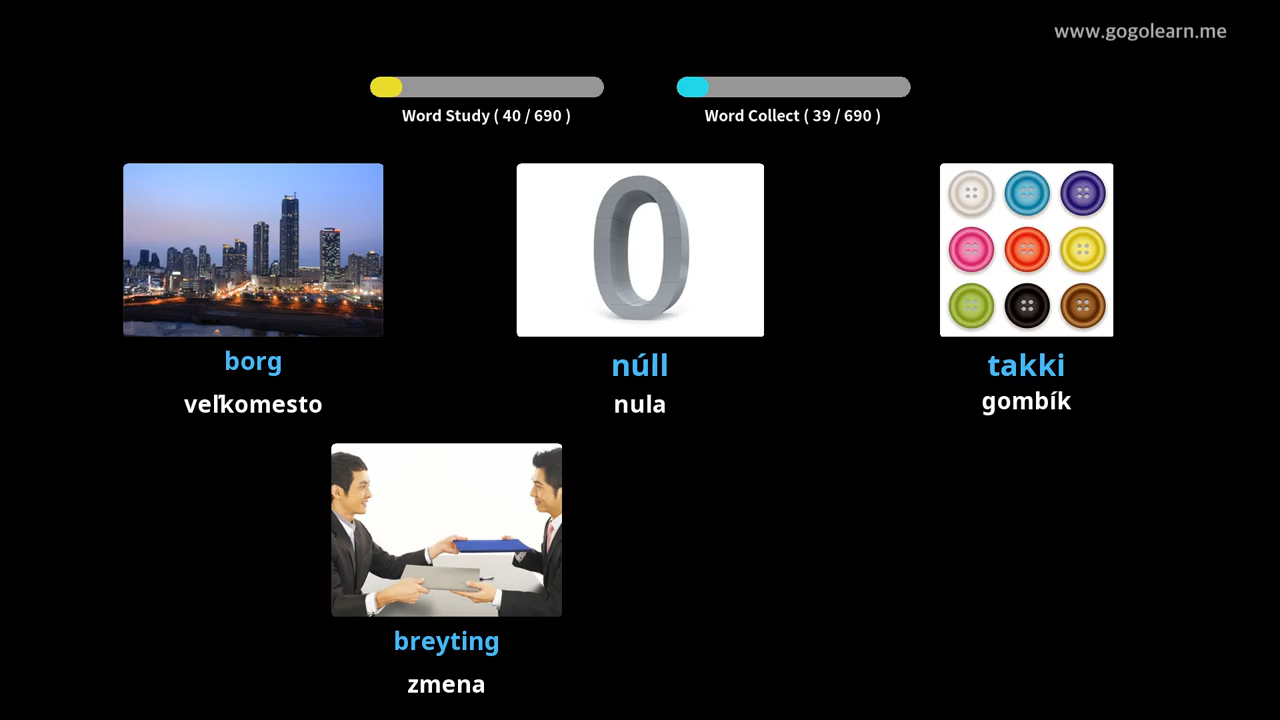 www.gogolearn.me
Word Study ( 40 / 690 )
Word Collect ( 39 / 690 )
borg
veľkomesto
núll
nula
takki
gombík
breyting
zmena